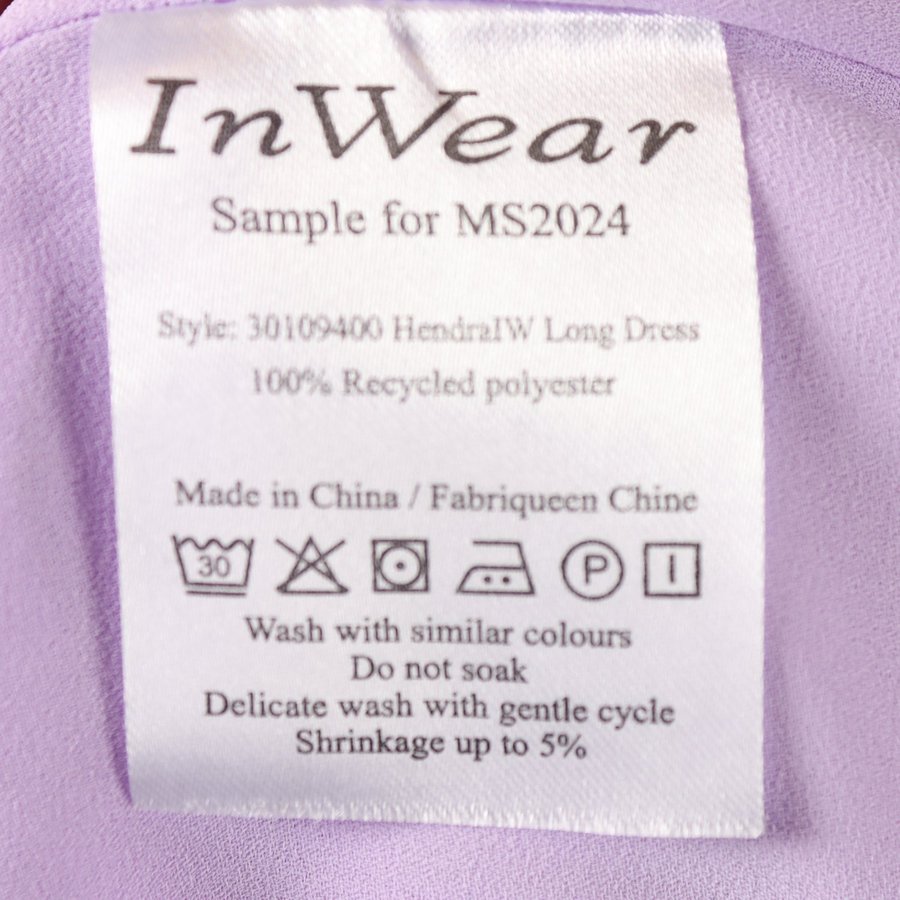 InWear
Sample for MS2024
Style: 30109400 HendraIW Long Dress
100% Recycled polyester
Made in China / Fabriqueen Chine
30 P
Wash with similar colours
Do not soak
Delicate wash with gentle cycle
Shrinkage up to 5%